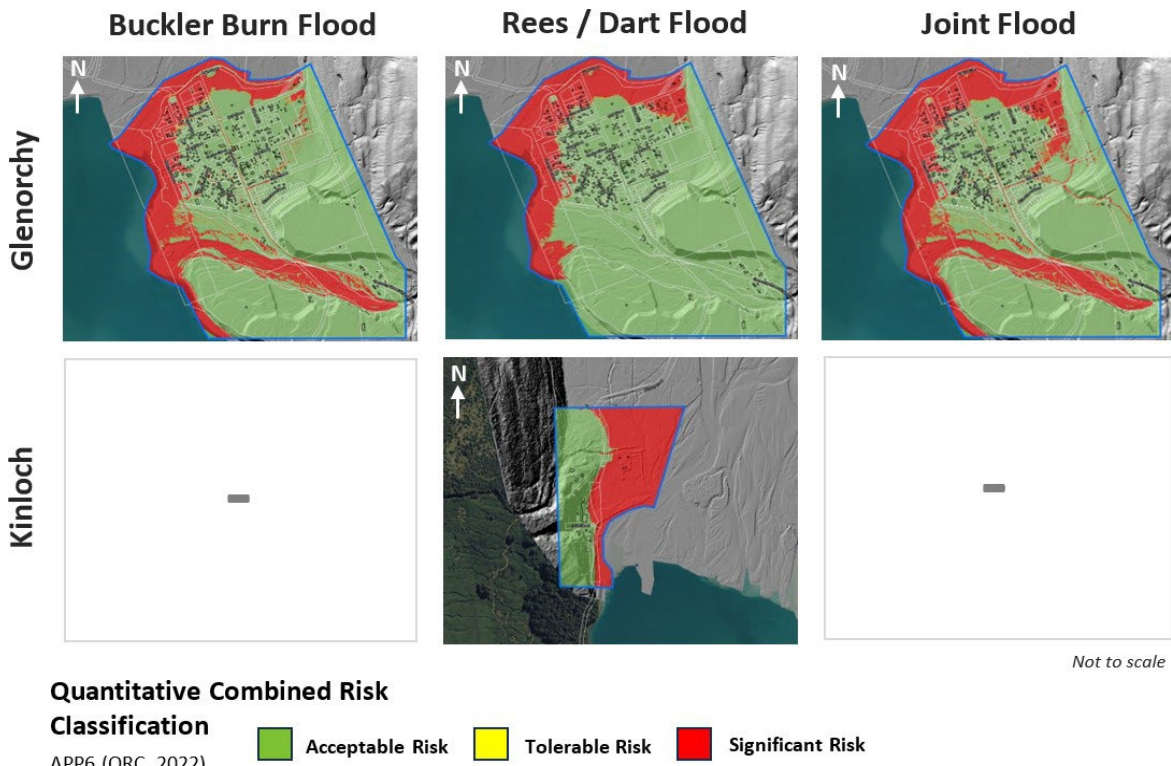 Buckler Burn Flood
Rees / Dart Flood
Joint Flood
Glenorchy
N
N
N
Kinloch
-
N
-
Not to scale
Quantitative Combined Risk
Classification
APP6 (ORC, 2022)
Acceptable Risk
Tolerable Risk
Significant Risk